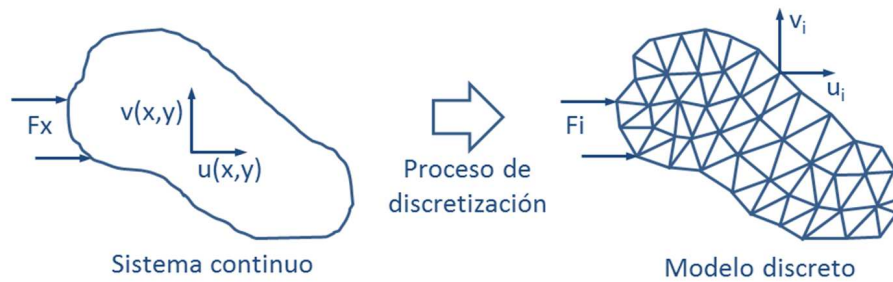 Fx
v(x,y)
u(x,y)
Sistema continuo
Proceso de
discretización
vi
ui
Fi
Modelo discreto